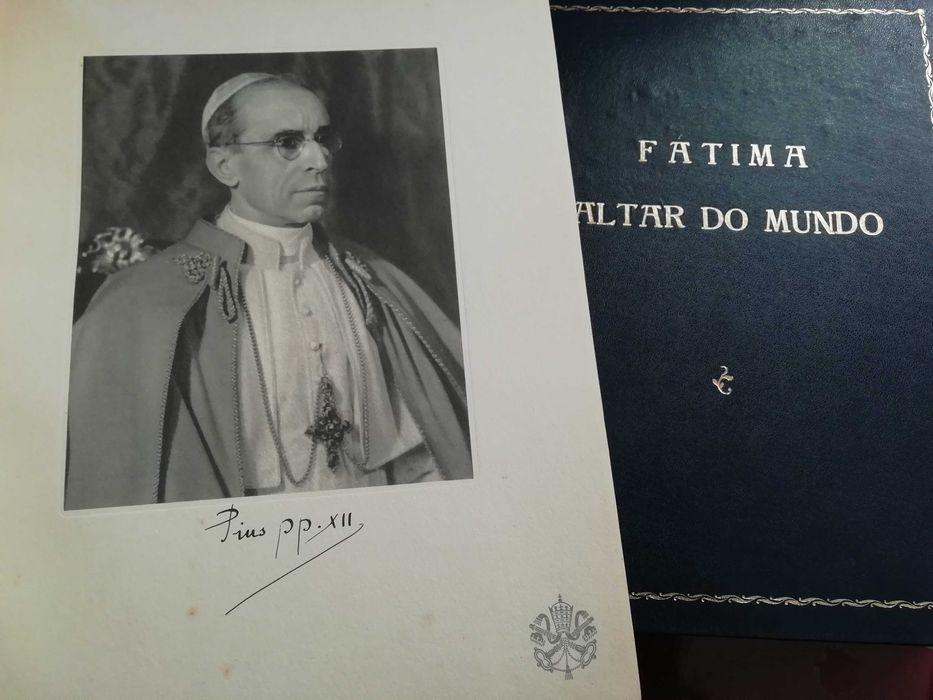 Pius pp. XII
FÁTIMA
ALTAR DO MUNDO